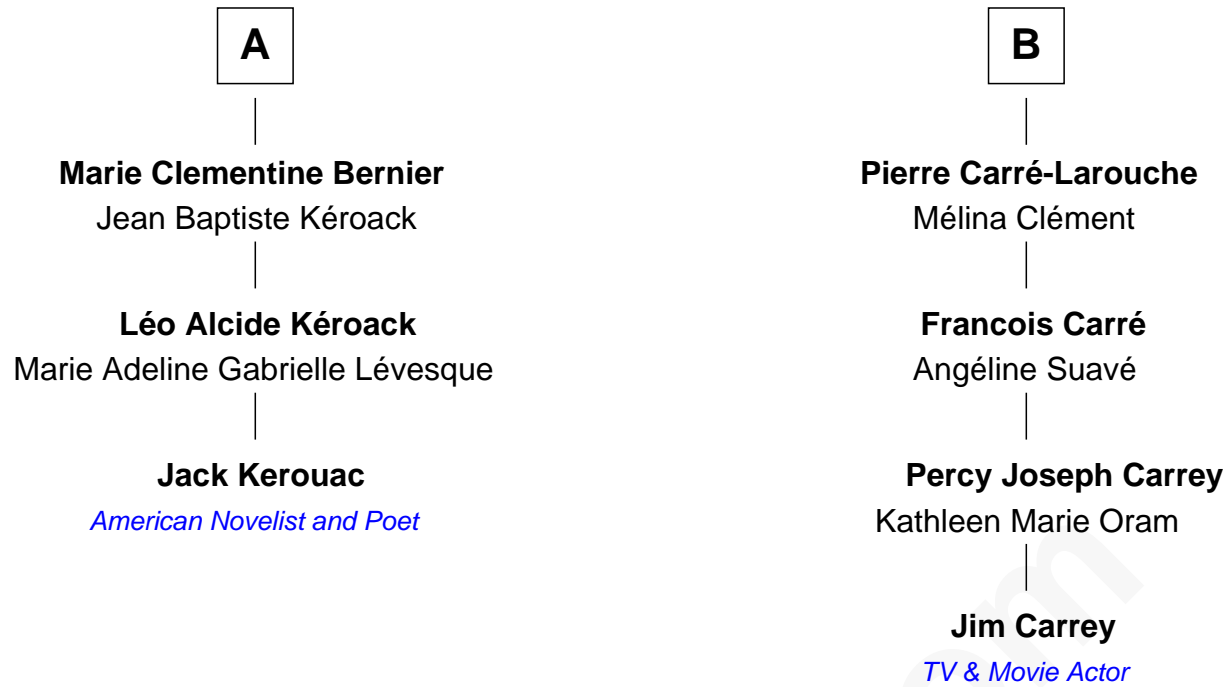 A
Marie Clementine Bernier
Jean Baptiste Kéroack
Léo Alcide Kéroack
Marie Adeline Gabrielle Lévesque
Jack Kerouac
American Novelist and Poet
B
Pierre Carré-Larouche
Mélina Clément
Francois Carré
Angéline Suavé
Percy Joseph Carrey
Kathleen Marie Oram
Jim Carrey
TV & Movie Actor